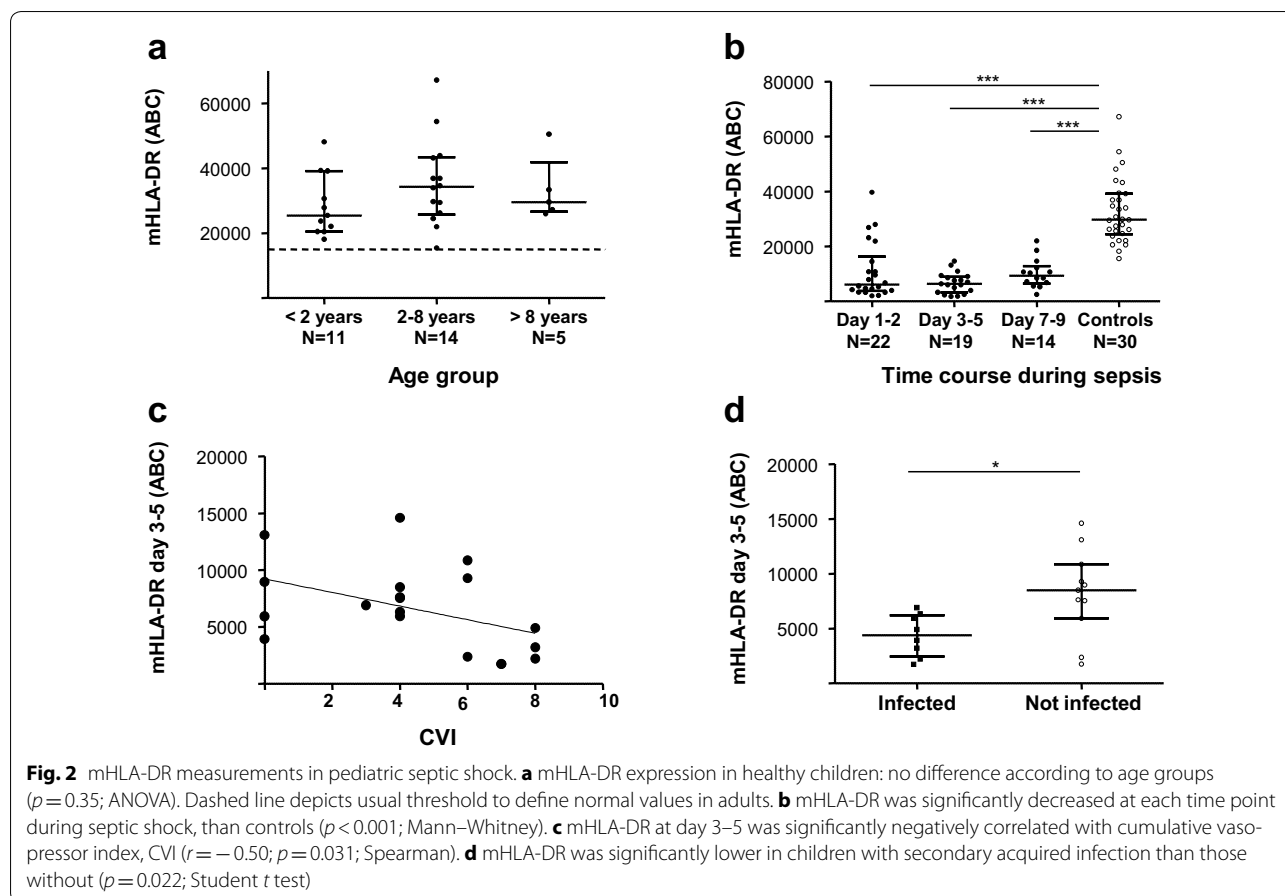 a
mHLA-DR (ABC)
60000
40000
20000
0
< 2 years
N=11
2-8 years
N=14
> 8 years
N=5
Age group
b
mHLA-DR (ABC)
80000
60000
40000
20000
0
***
***
***
Day 1-2
N=22
Day 3-5
N=19
Day 7-9
N=14
Controls
N=30
Time course during sepsis
c
mHLA-DR day 3-5 (ABC)
20000
15000
10000
5000
2
4
6
8
10
CVI
d
mHLA-DR day 3-5 (ABC)
20000
15000
10000
5000
*
Infected
Not infected
Fig. 2 mHLA-DR measurements in pediatric septic shock. a mHLA-DR expression in healthy children: no difference according to age groups
(p = 0.35; ANOVA). Dashed line depicts usual threshold to define normal values in adults. b mHLA-DR was significantly decreased at each time point
during septic shock, than controls (p < 0.001; Mann–Whitney). c mHLA-DR at day 3–5 was significantly negatively correlated with cumulative vaso-
pressor index, CVI (r = − 0.50; p = 0.031; Spearman). d mHLA-DR was significantly lower in children with secondary acquired infection than those
without (p = 0.022; Student t test)